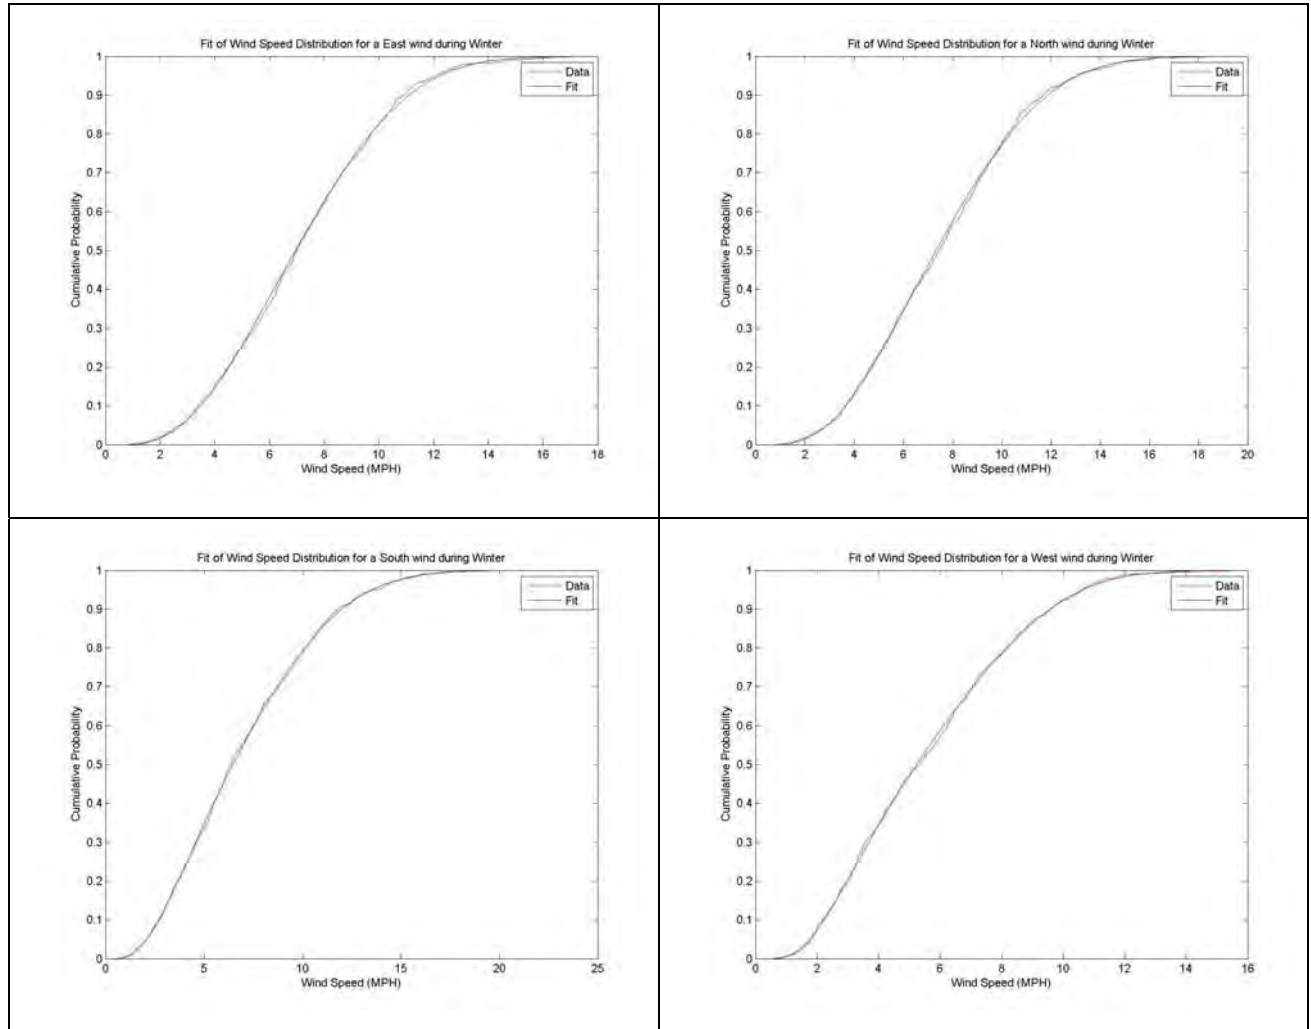 Fit of Wind Speed Distribution for a East wind during Winter
1
Data
Fit
0.9
0.8
0.7
0.6
0.5
0.4
0.3
0.2
0.1
0
Cumulative Probability
0 2 4 6 8 10 12 14 16 18
Wind Speed (MPH)
Fit of Wind Speed Distribution for a North wind during Winter
1
Data
Fit
0.9
0.8
0.7
0.6
0.5
0.4
0.3
0.2
0.1
0
Cumulative Probability
0 2 4 6 8 10 12 14 16 18 20
Wind Speed (MPH)
Fit of Wind Speed Distribution for a South wind during Winter
1
Data
Fit
0.9
0.8
0.7
0.6
0.5
0.4
0.3
0.2
0.1
0
Cumulative Probability
0 5 10 15 20 25
Wind Speed (MPH)
Fit of Wind Speed Distribution for a West wind during Winter
1
Data
Fit
0.9
0.8
0.7
0.6
0.5
0.4
0.3
0.2
0.1
0
Cumulative Probability
0 2 4 6 8 10 12 14 16
Wind Speed (MPH)